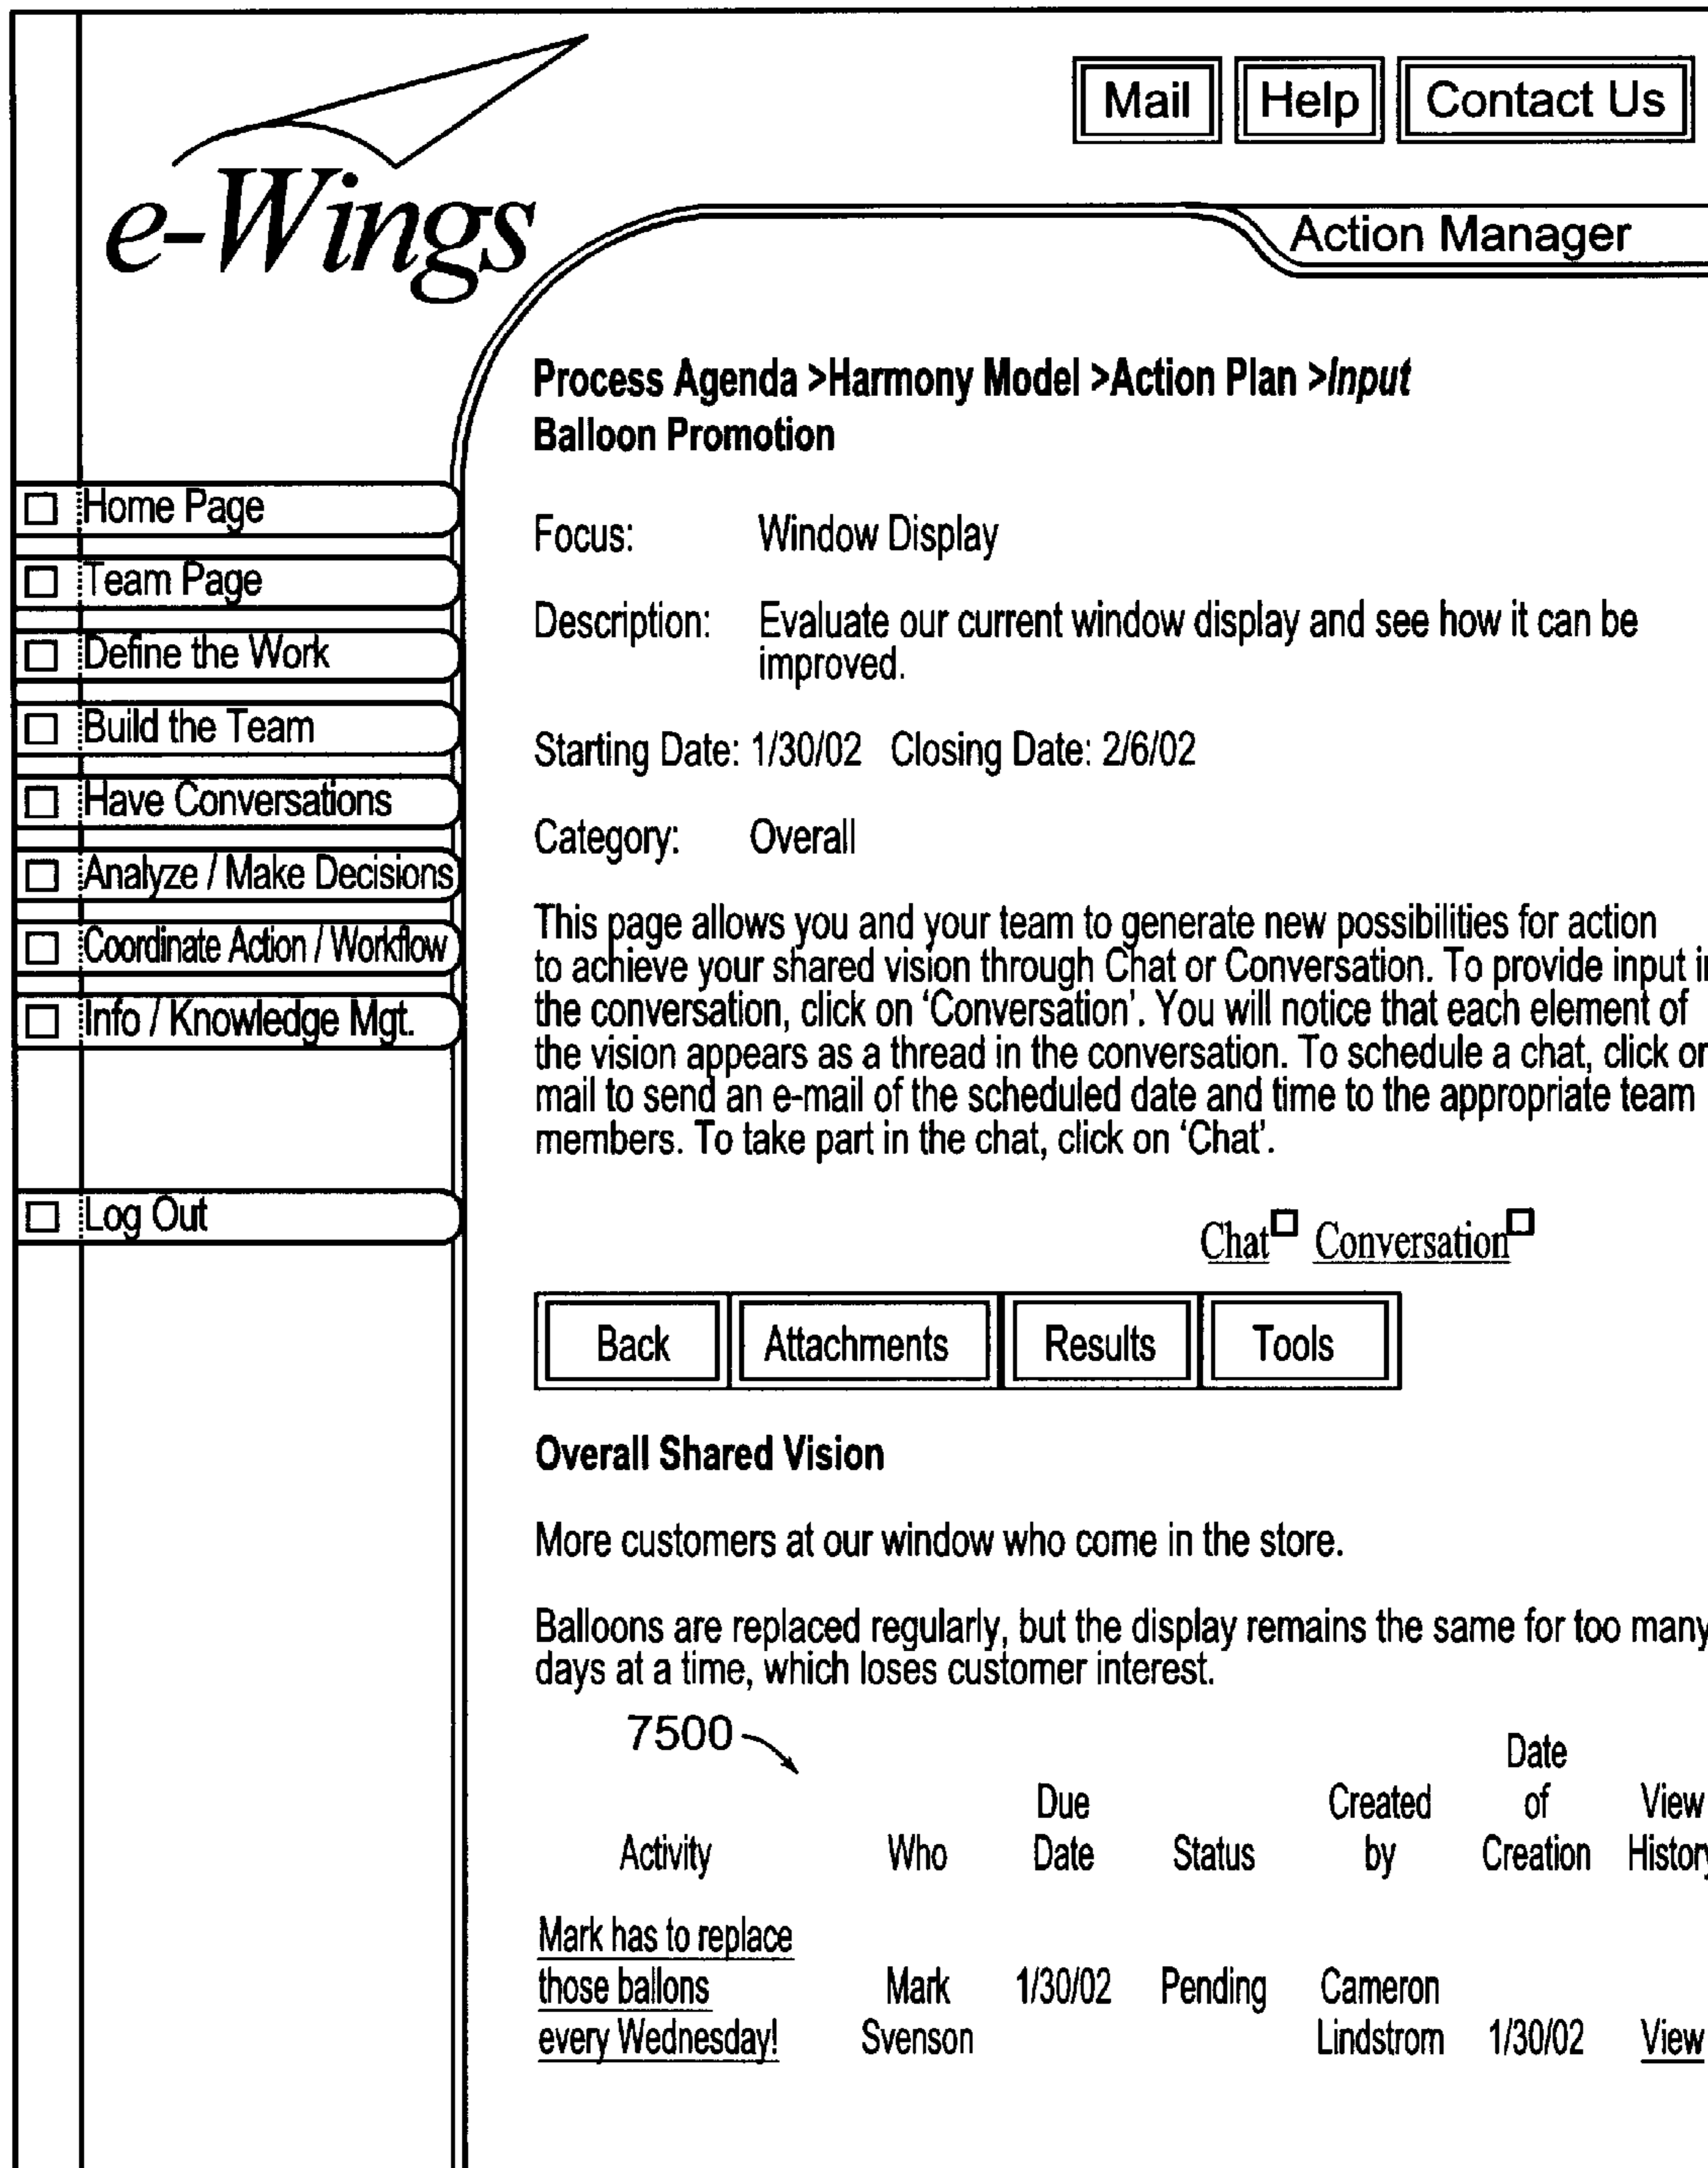 Mail Help Contact Us
e-Wings
Action Manager
Process Agenda >Harmony Model >Action Plan >Input
Balloon Promotion
Home Page
Team Page
Define the Work
Build the Team
Have Conversations
Analyze / Make Decisions
Coordinate Action / Workflow
Info / Knowledge Mgt.
Log Out
Focus: Window Display
Description: Evaluate our current window display and see how it can be
improved.
Starting Date: 1/30/02 Closing Date: 2/6/02
Category: Overall
This page allows you and your team to generate new possibilities for action
to achieve your shared vision through Chat or Conversation. To provide input
the conversation, click on ‘Conversation’. You will notice that each element of
the vision appears as a thread in the conversation. To schedule a chat, click
mail to send an e-mail of the scheduled date and time to the appropriate team
members. To take part in the chat, click on ‘Chat’.
Chat Conversation
Back Attachments Results Tools
Overall Shared Vision
More customers at our window who come in the store.
Balloons are replaced regularly, but the display remains the same for too many
days at a time, which loses customer interest.
7500
Date
Due Created of View
Activity Who Date Status by Creation History
Mark has to replace
those ballons Mark 1/30/02 Pending Cameron
every Wednesday! Svenson Lindstrom 1/30/02 View